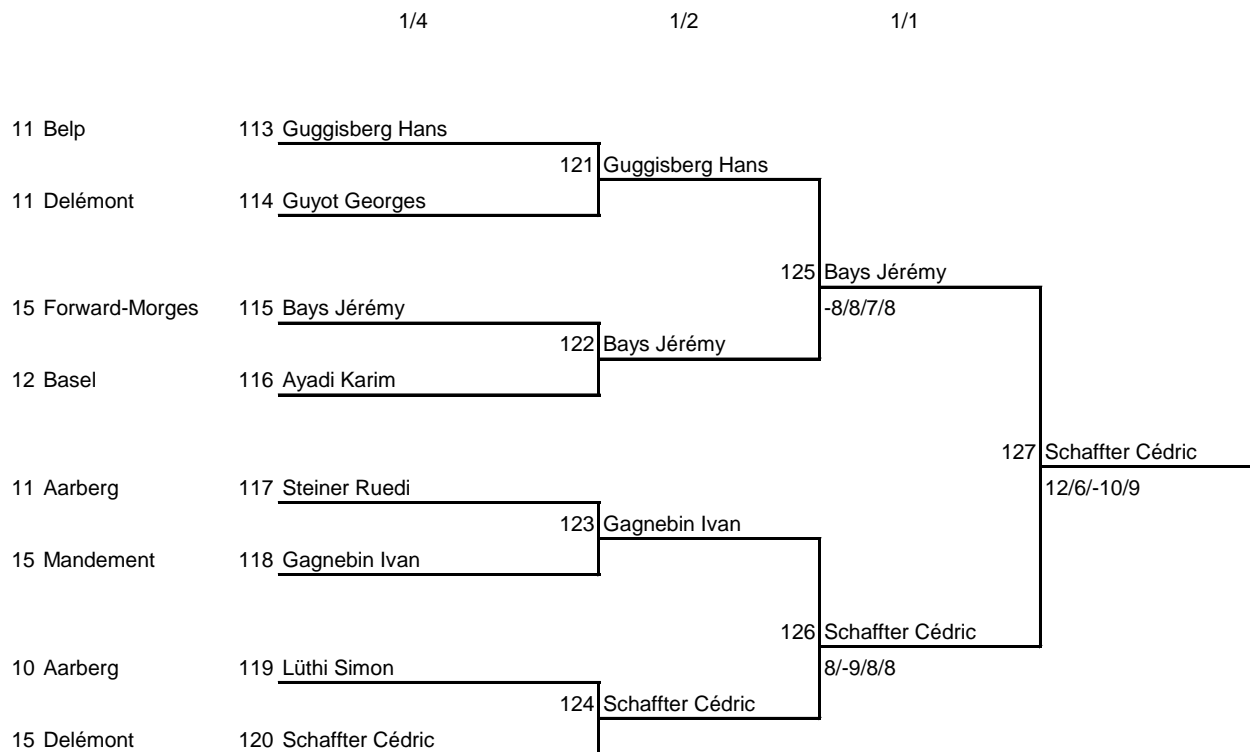 1/4 1/2 1/1
11 Belp 113 Guggisberg Hans
121 Guggisberg Hans
11 Delémont 114 Guyot Georges
125 Bays Jérémy
15 Forward-Morges 115 Bays Jérémy -8/8/7/8
122 Bays Jérémy
12 Basel 116 Ayadi Karim
127 Schaffter Cédric
11 Aarberg 117 Steiner Ruedi 12/6/-10/9
123 Gagnebin Ivan
15 Mandement 118 Gagnebin Ivan
126 Schaffter Cédric
10 Aarberg 119 Lüthi Simon 8/-9/8/8
124 Schaffter Cédric
15 Delémont 120 Schaffter Cédric